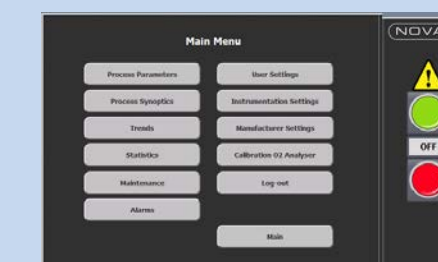 Main Menu
NOVA
Process Parameters
User Settings
Process Synoptics
Instrumentation Settings
Trends
Manufacturer Settings
Statistics
Calibration O2 Analyser
Maintenance
Log-out
Alarms
Main
OFF